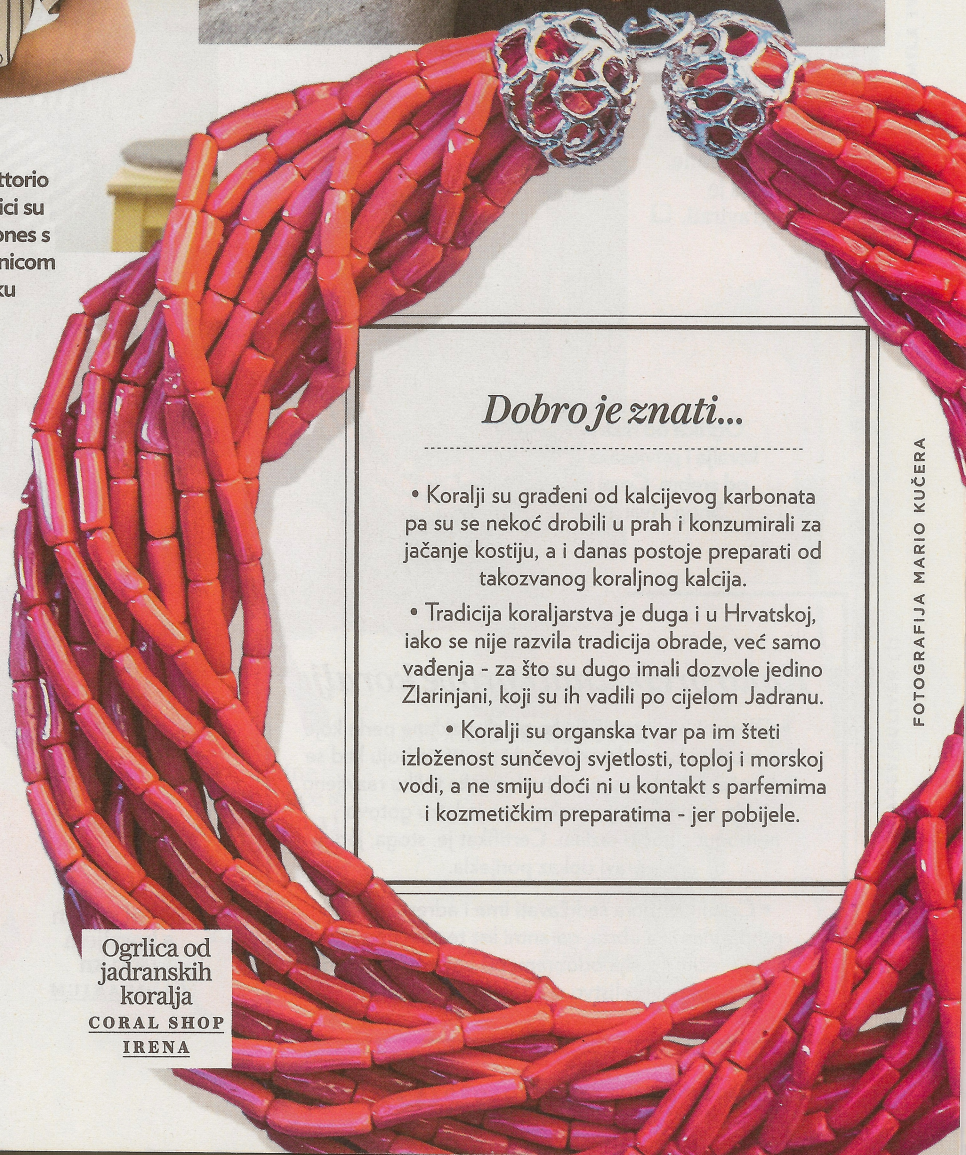 ttorio
ici su
ones s
nicom
ku
Dobro je znati...
• Koralji su građeni od kalcijevog karbonata
pa su se nekoć drobili u prah i konzumirali za
jačanje kostiju, a i danas postoje preparati od
takozvanog koraljnog kalcija.
• Tradicija koraljarstva je duga i u Hrvatskoj,
iako se nije razvila tradicija obrade, već samo
vađenja - za što su dugo imali dozvole jedino
Zlarinjani, koji su ih vadili po cijelom Jadranu.
• Koralji su organska tvar pa im šteti
izloženost sunčevoj svjetlosti, toploj i morskoj
vodi, a ne smiju doći ni u kontakt s parfemima
i kozmetičkim preparatima - jer pobijele.
FOTOGRAFIJA MARIO KUČERA
Ogrlica od
jadranskih
koralja
CORAL SHOP
IRENA